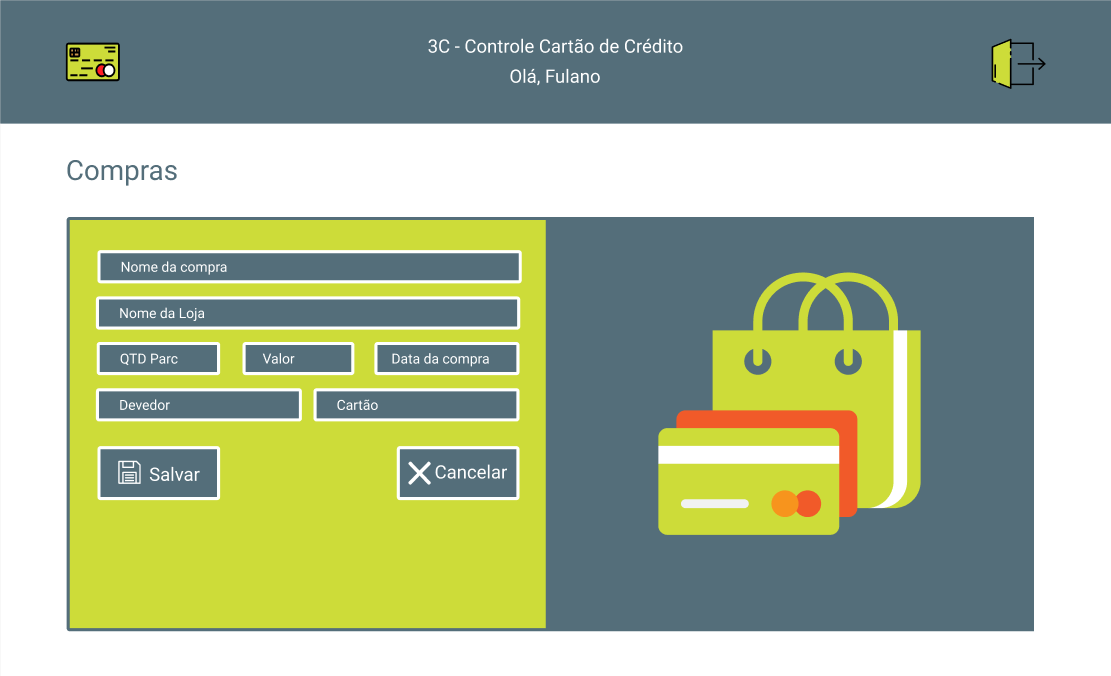 3C - Controle Cartão de Crédito
Olá, Fulano
Compras
Nome da compra
Nome da Loja
QTD Parc
Valor
Data da compra
Devedor
Cartão
Salvar
Cancelar